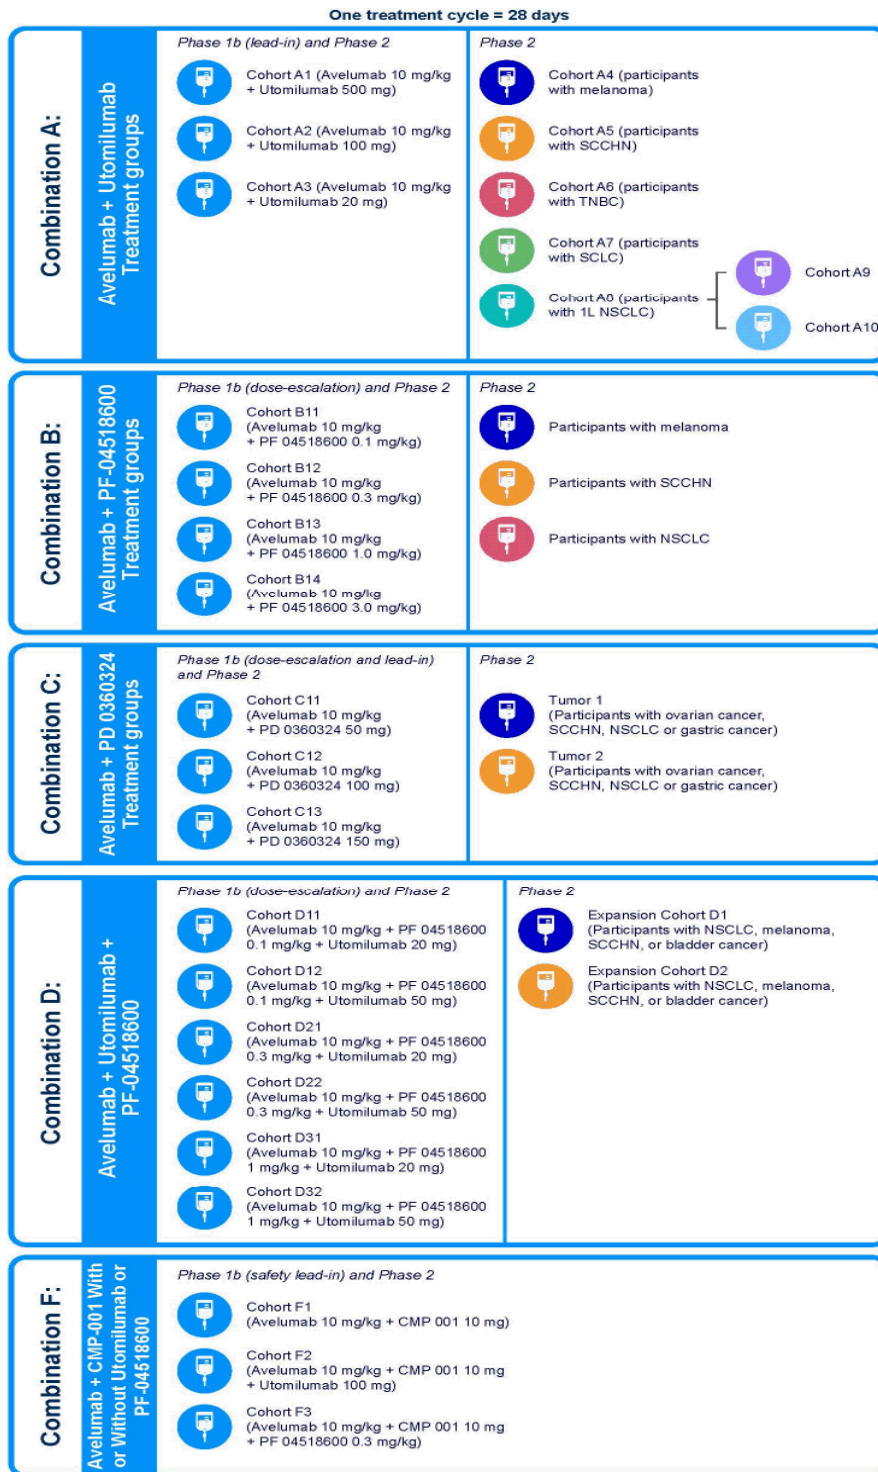 One treatment cycle = 28 days
Combination A:
Avelumab + Utomilumab
Treatment groups
Phase 1b (lead-in) and Phase 2
Cohort A1 (Avelumab 10 mg/kg
+ Utomilumab 500 mg)
Cohort A2 (Avelumab 10 mg/kg
+ Utomilumab 100 mg)
Cohort A3 (Avelumab 10 mg/kg
+ Utomilumab 20 mg)
Phase 2
Cohort A4 (participants
with melanoma)
Cohort A5 (participants
with SCCHN)
Cohort A6 (participants
with TNBC)
Cohort A7 (participants
with SCLC)
Cohort A8 (participants
with 1L NSCLC)
Cohort A9
Cohort A10
Combination B:
Avelumab + PF-04518600
Treatment groups
Phase 1b (dose-escalation) and Phase 2
Cohort B11
(Avelumab 10 mg/kg
+ PF 04518600 0.1 mg/kg)
Cohort B12
(Avelumab 10 mg/kg
+ PF 04518600 0.3 mg/kg)
Cohort B13
(Avelumab 10 mg/kg
+ PF 04518600 1.0 mg/kg)
Cohort B14
(Avelumab 10 mg/kg
+ PF 04518600 3.0 mg/kg)
Phase 2
Participants with melanoma
Participants with SCCHN
Participants with NSCLC
Combination C:
Avelumab + PD 0360324
Treatment groups
Phase 1b (dose-escalation and lead-in)
and Phase 2
Cohort C11
(Avelumab 10 mg/kg
+ PD 0360324 50 mg)
Cohort C12
(Avelumab 10 mg/kg
+ PD 0360324 100 mg)
Cohort C13
(Avelumab 10 mg/kg
+ PD 0360324 150 mg)
Phase 2
Tumor 1
(Participants with ovarian cancer,
SCCHN, NSCLC or gastric cancer)
Tumor 2
(Participants with ovarian cancer,
SCCHN, NSCLC or gastric cancer)
Combination D:
Avelumab + Utomilumab +
PF-04518600
Phase 1b (dose-escalation) and Phase 2
Cohort D11
(Avelumab 10 mg/kg + PF 04518600
0.1 mg/kg + Utomilumab 20 mg)
Cohort D12
(Avelumab 10 mg/kg + PF 04518600
0.1 mg/kg + Utomilumab 50 mg)
Cohort D21
(Avelumab 10 mg/kg + PF 04518600
0.3 mg/kg + Utomilumab 20 mg)
Cohort D22
(Avelumab 10 mg/kg + PF 04518600
0.3 mg/kg + Utomilumab 50 mg)
Cohort D31
(Avelumab 10 mg/kg + PF 04518600
1 mg/kg + Utomilumab 20 mg)
Cohort D32
(Avelumab 10 mg/kg + PF 04518600
1 mg/kg + Utomilumab 50 mg)
Phase 2
Expansion Cohort D1
(Participants with NSCLC, melanoma,
SCCHN, or bladder cancer)
Expansion Cohort D2
(Participants with NSCLC, melanoma,
SCCHN, or bladder cancer)
Combination F:
Avelumab + CMP-001 With
or Without Utomilumab or
PF-04518600
Phase 1b (safety lead-in) and Phase 2
Cohort F1
(Avelumab 10 mg/kg + CMP 001 10 mg)
Cohort F2
(Avelumab 10 mg/kg + CMP 001 10 mg
+ Utomilumab 100 mg)
Cohort F3
(Avelumab 10 mg/kg + CMP 001 10 mg
+ PF 04518600 0.3 mg/kg)